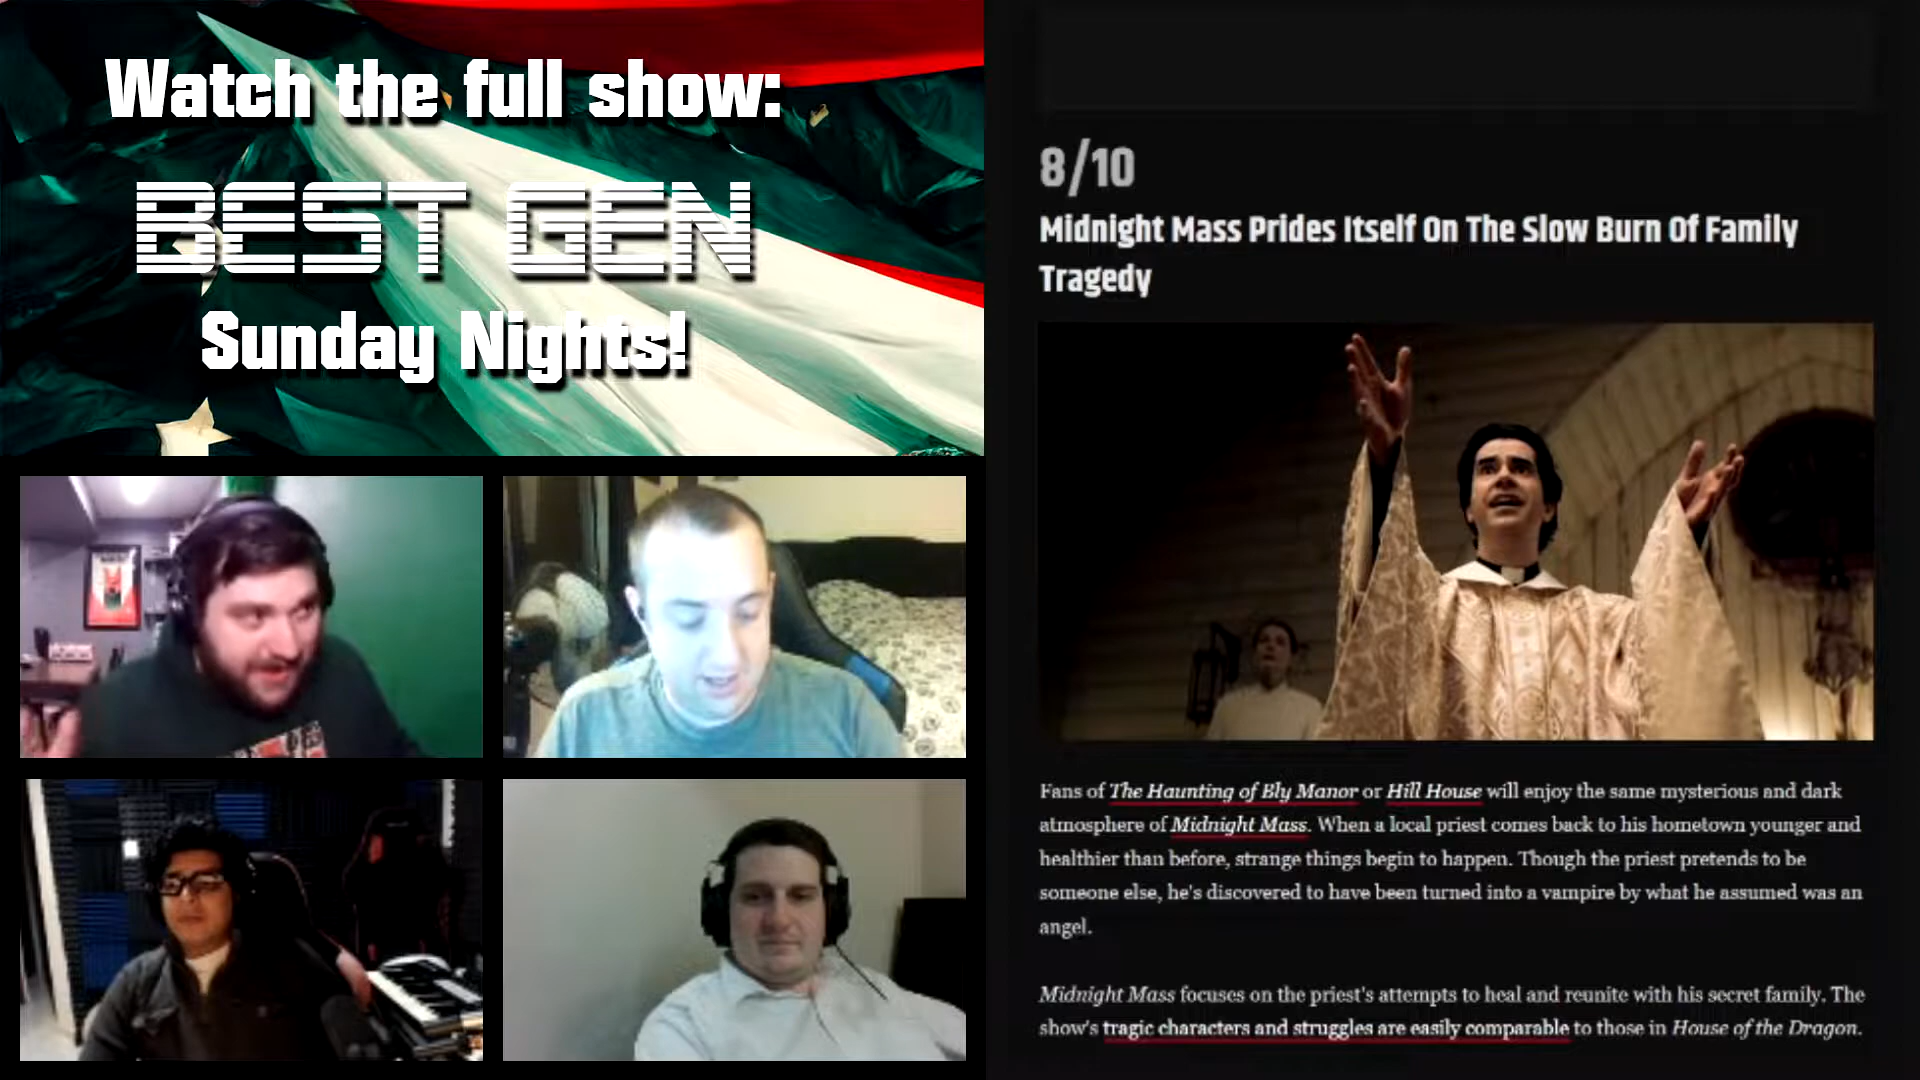 Watch the full show:
BEST GEN
Sunday Nights!
8/10
Midnight Mass Prides Itself On The Slow Burn Of Family
Tragedy
Fans of The Haunting of Bly Manor or Hill House will enjoy the same mysterious and dark
atmosphere of Midnight Mass. When a local priest comes back to his hometown younger and
healthier than before, strange things begin to happen. Though the priest pretends to be
someone else, he's discovered to have been turned into a vampire by what he assumed was an
angel.
Midnight Mass focuses on the priest's attempts to heal and reunite with his secret family. The
show's tragic characters and struggles are easily comparable to those in House of the Dragon.